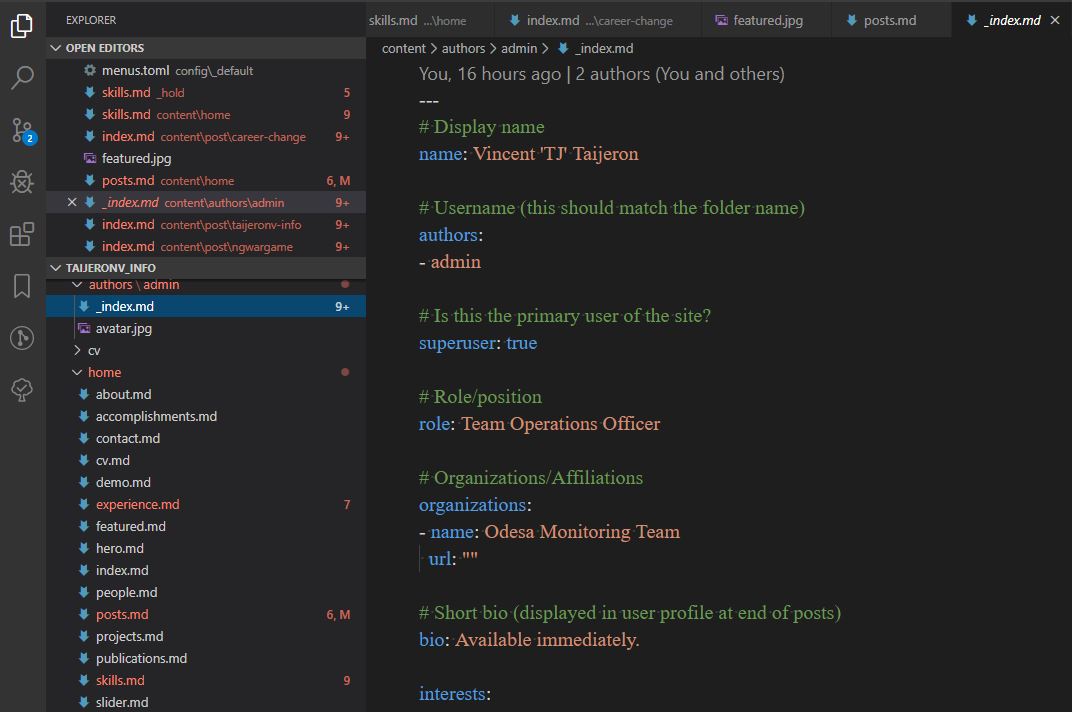 EXPLORER
OPEN EDITORS
menus.toml config\_default
skills.md _hold 5
skills.md content\home 9
index.md content\post\career-change 9+
featured.jpg
posts.md content\home 6, M
_index.md content\authors\admin 9+
index.md content\post\taijeronv-info 9+
index.md content\post\ngwargame 9+
TAIJERONV_INFO
authors \ admin
_index.md 9+
avatar.jpg
cv
home
about.md
accomplishments.md
contact.md
cv.md
demo.md
experience.md 7
featured.md
hero.md
index.md
people.md
posts.md 6, M
projects.md
publications.md
skills.md 9
slider.md
2
skills.md ...\home index.md ...\career-change featured.jpg posts.md _index.md
content > authors > admin > _index.md
You, 16 hours ago | 2 authors (You and others)
---
# Display name
name: Vincent 'TJ' Taijeron
# Username (this should match the folder name)
authors:
- admin
# Is this the primary user of the site?
superuser: true
# Role/position
role: Team Operations Officer
# Organizations/Affiliations
organizations:
- name: Odesa Monitoring Team
url: ""
# Short bio (displayed in user profile at end of posts)
bio: Available immediately.
interests: